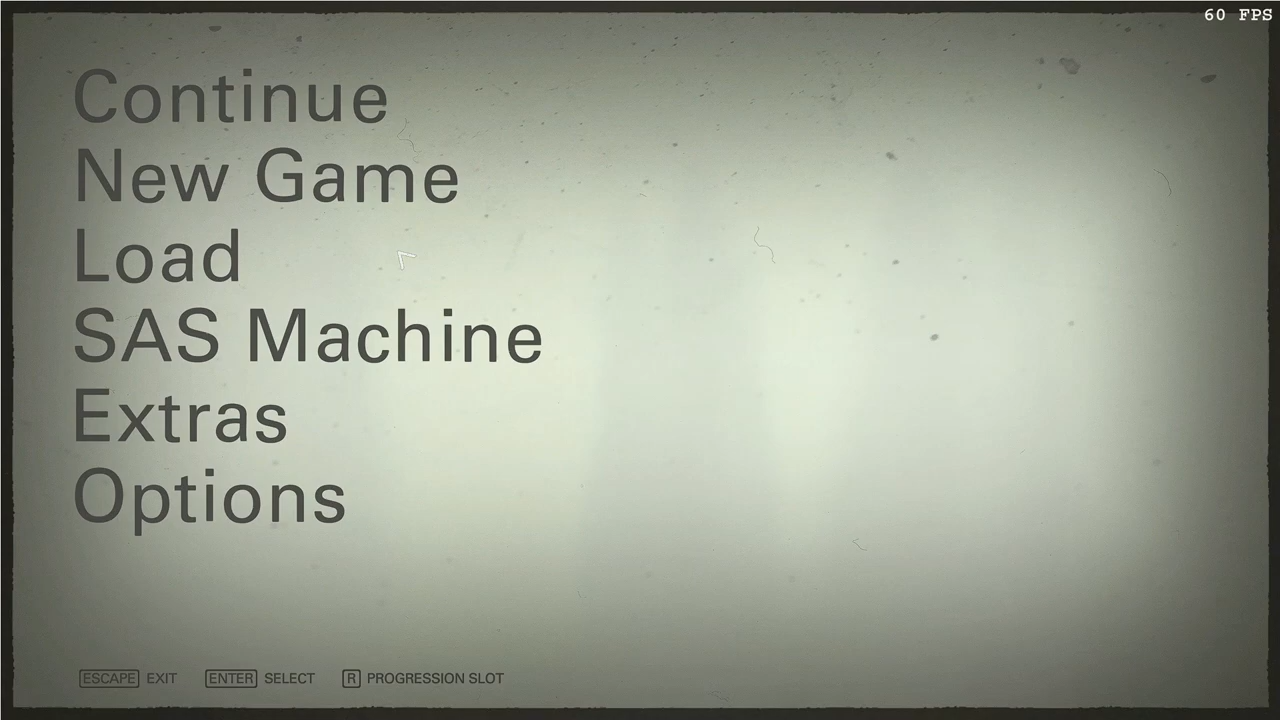 60 FPS
Continue
New Game
Load
SAS Machine
Extras
Options
ESCAPE EXIT ENTER SELECT R PROGRESSION SLOT